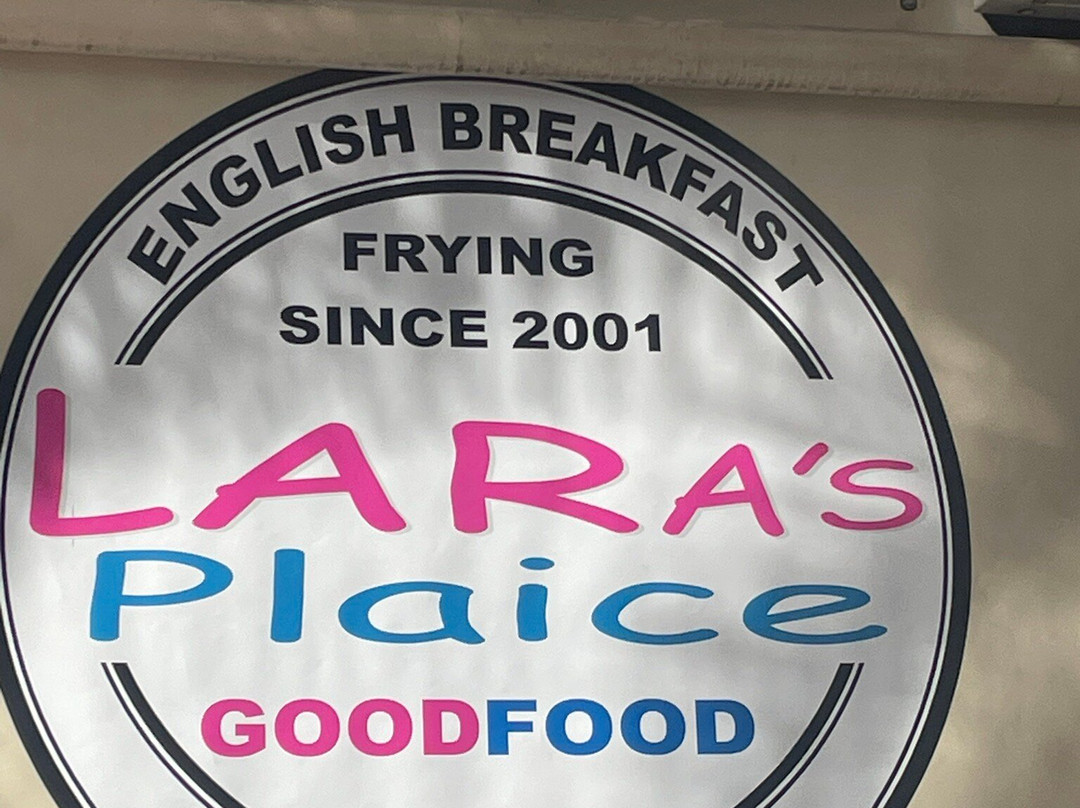 ENGLISH BREAKFAST
FRYING
SINCE 2001
LARA'S
Plaice
GOODFOOD